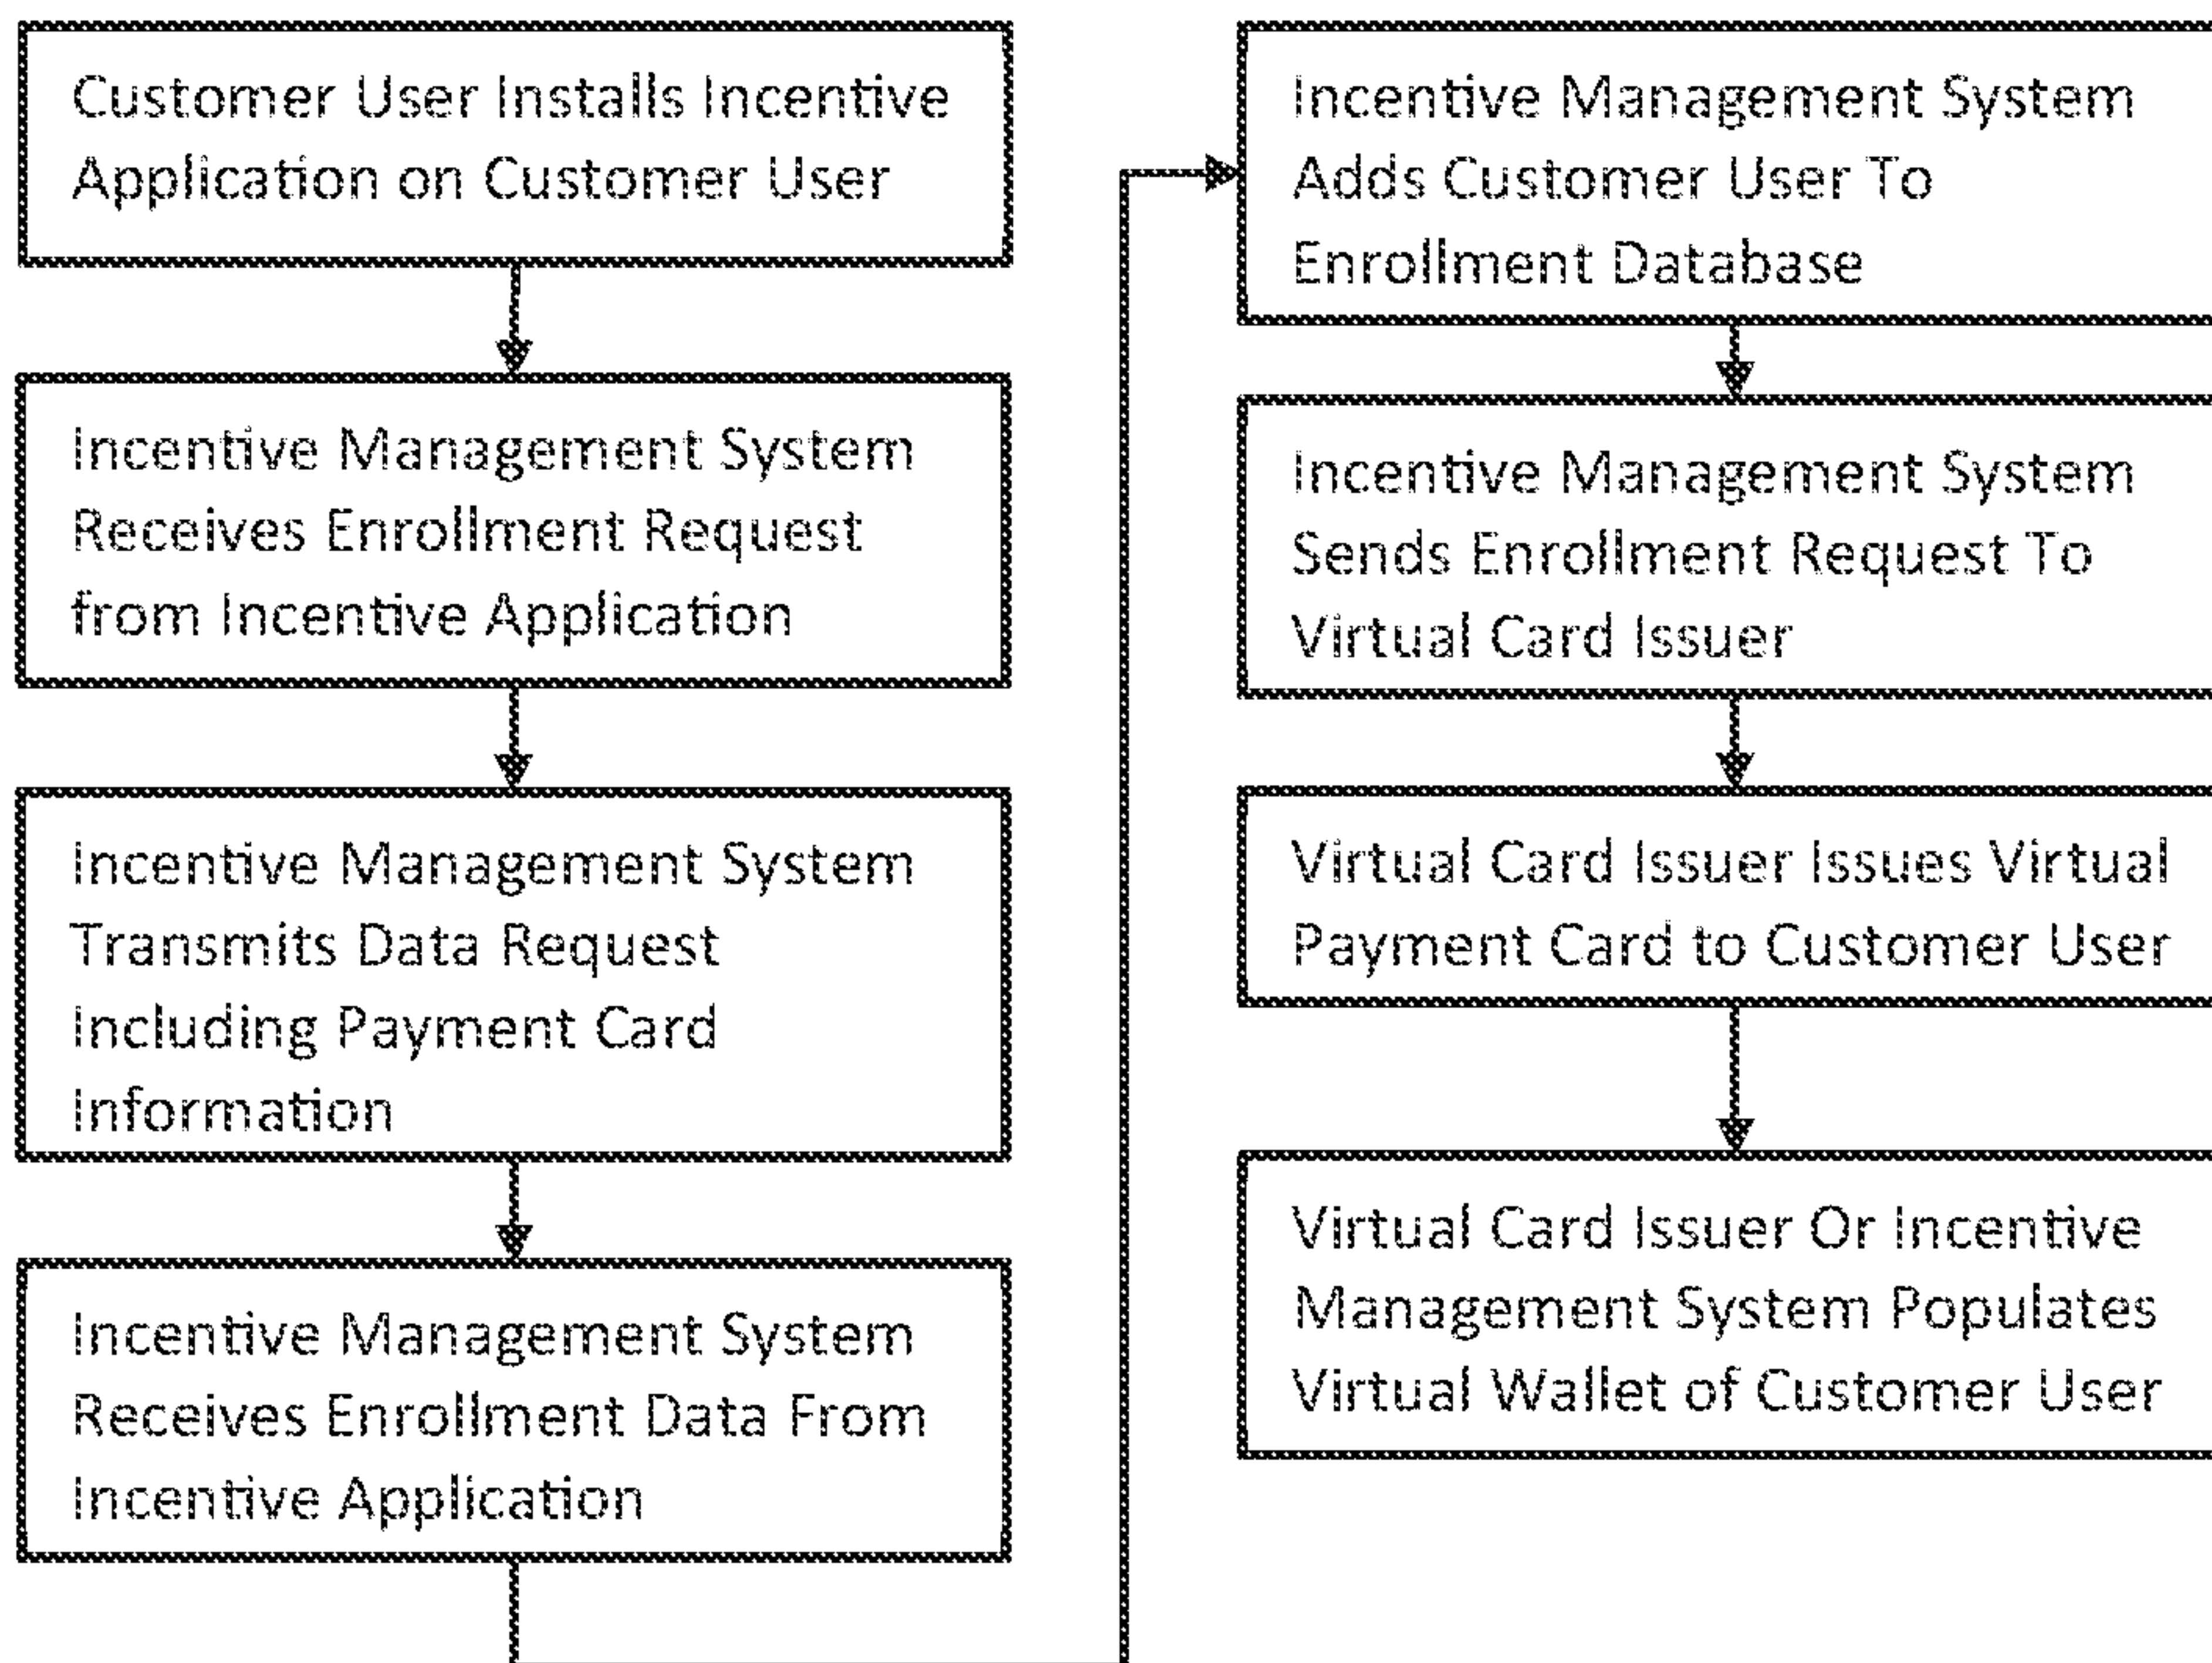 Customer User Installs Incentive
Application on Customer User
Incentive Management System
Receives Enrollment Request
from Incentive Application
Incentive Management System
Transmits Data Request
Including Payment Card
Information
Incentive Management System
Receives Enrollment Data From
Incentive Application
Incentive Management System
Adds Customer User To
Enrollment Database
Incentive Management System
Sends Enrollment Request To
Virtual Card Issuer
Virtual Card Issuer Issues Virtual
Payment Card to Customer User
Virtual Card Issuer Or Incentive
Management System Populates
Virtual Wallet of Customer User